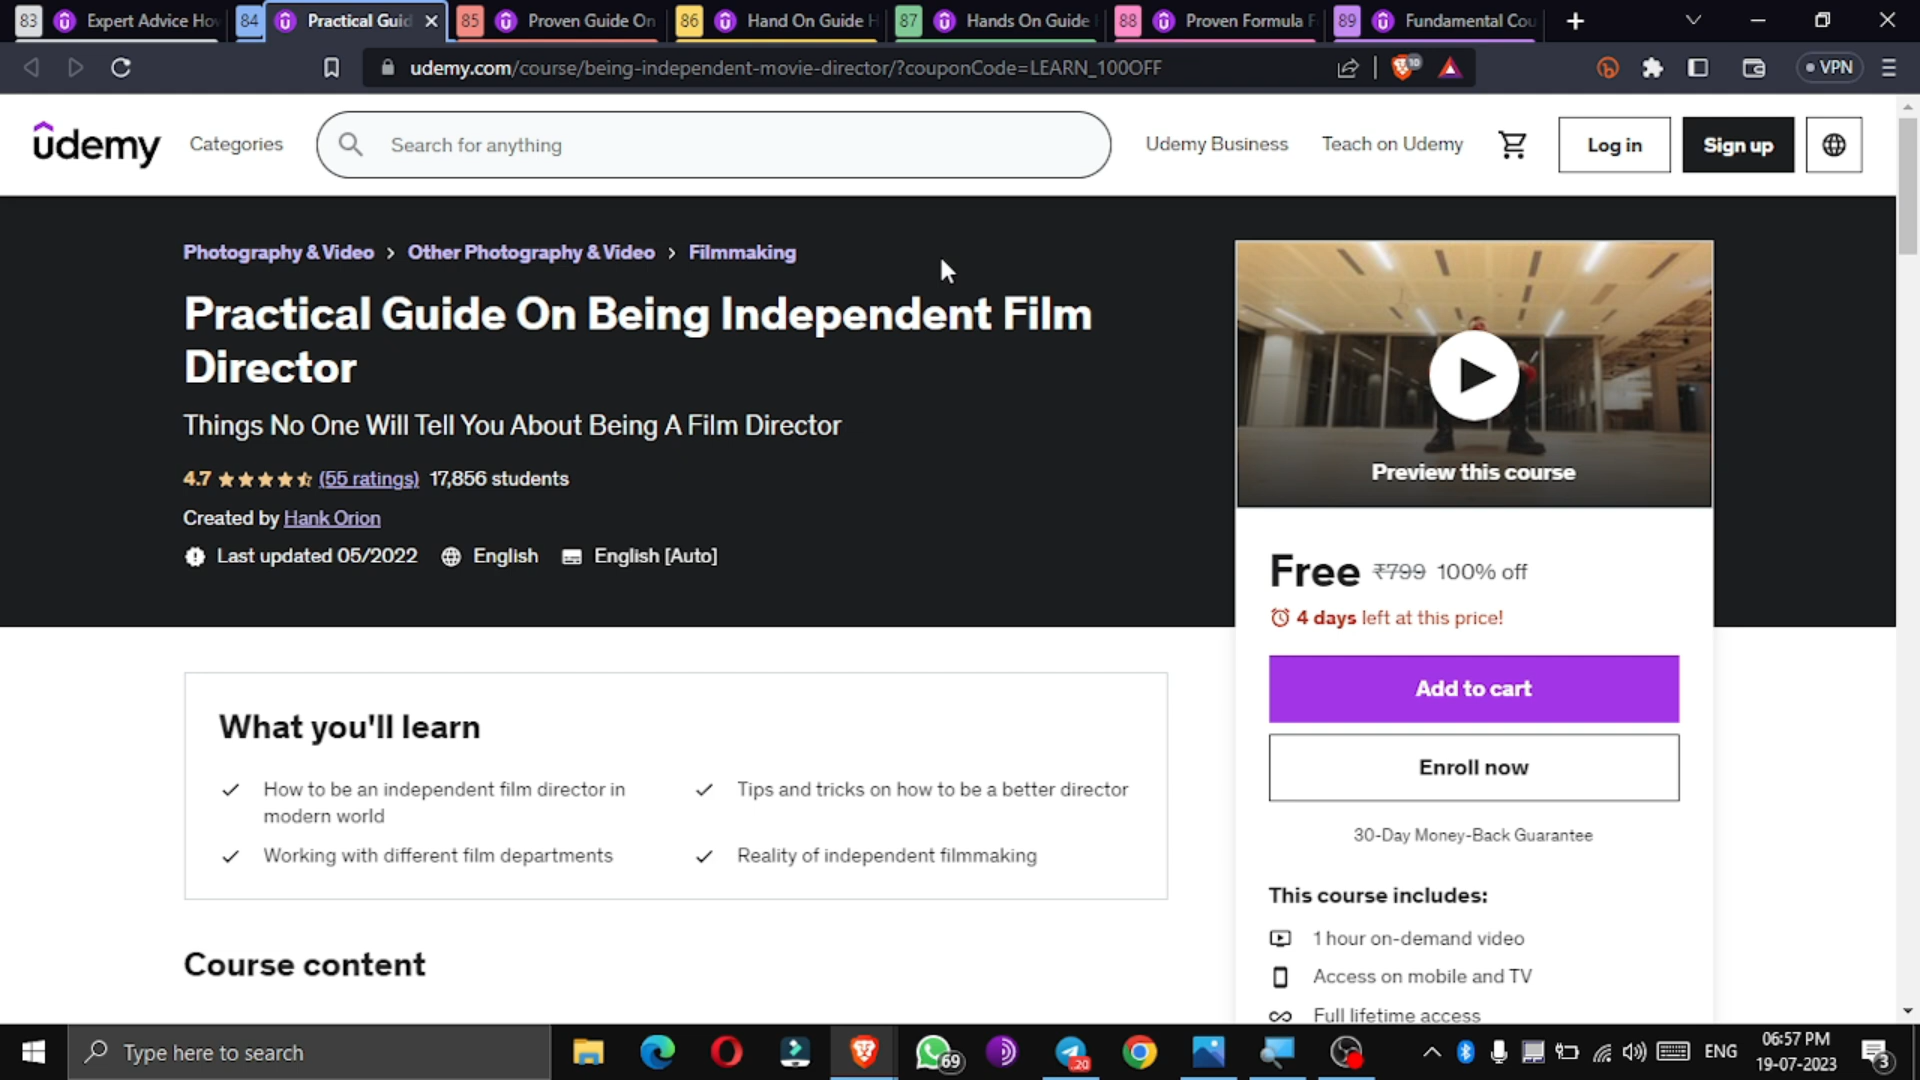 83 Expert Advice Hov
84 Practical Guid
85 Proven Guide On
86 Hand On Guide H
87 Hands On Guide
88 Proven Formula F
89 Fundamental Cou
udemy.com/course/being-independent-movie-director/?couponCode=LEARN_100OFF
10
VPN
ûdemy
Categories
Search for anything
Udemy Business
Teach on Udemy
Log in
Sign up
Photography & Video > Other Photography & Video > Filmmaking
Practical Guide On Being Independent Film
Director
Things No One Will Tell You About Being A Film Director
4.7 (55 ratings) 17,856 students
Created by Hank Orion
Last updated 05/2022 English English [Auto]
Preview this course
Free ₹799 100% off
4 days left at this price!
Add to cart
Enroll now
30-Day Money-Back Guarantee
This course includes:
1 hour on-demand video
Access on mobile and TV
Full lifetime access
What you'll learn
How to be an independent film director in
modern world
Tips and tricks on how to be a better director
Working with different film departments
Reality of independent filmmaking
Course content
Type here to search
69
20
ENG
06:57 PM
19-07-2023
3